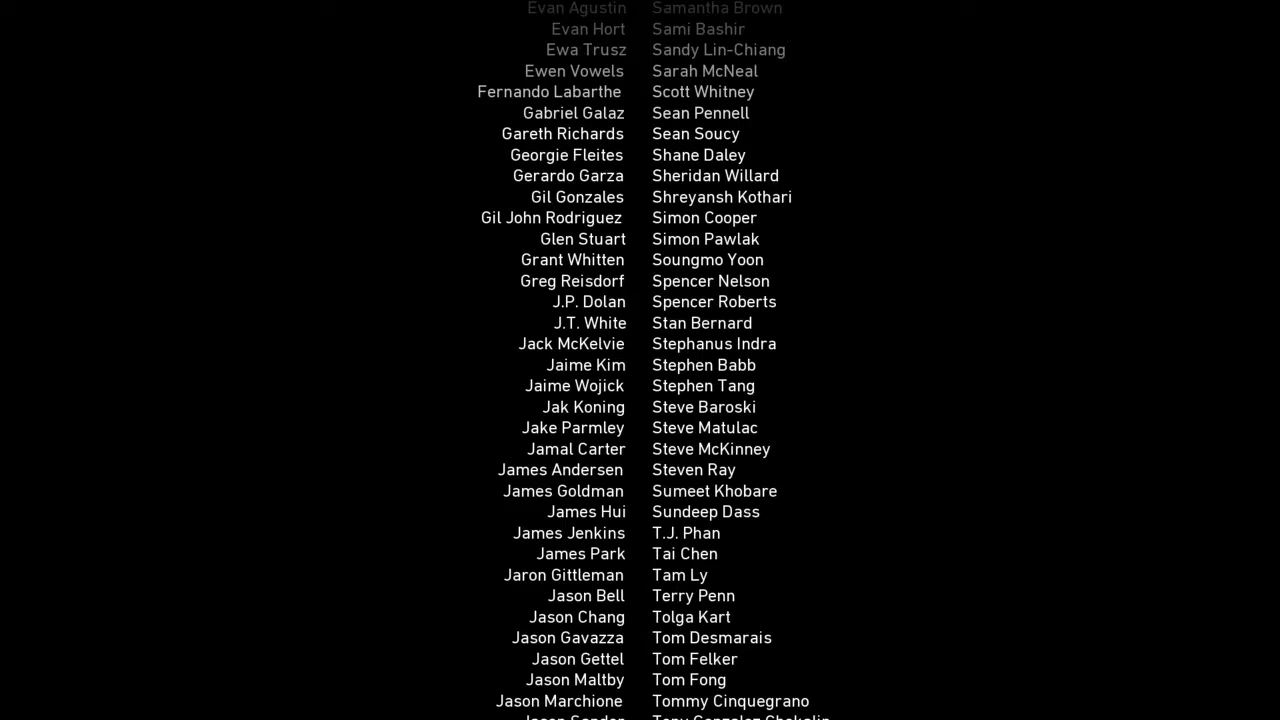 Evan Agustin Samantha Brown
Evan Hort Sami Bashir
Ewa Trusz Sandy Lin-Chiang
Ewen Vowels Sarah McNeal
Fernando Labarthe Scott Whitney
Gabriel Galaz Sean Pennell
Gareth Richards Sean Soucy
Georgie Fleites Shane Daley
Gerardo Garza Sheridan Willard
Gil Gonzales Shreyansh Kothari
Gil John Rodriguez Simon Cooper
Glen Stuart Simon Pawlak
Grant Whitten Soungmo Yoon
Greg Reisdorf Spencer Nelson
J.P. Dolan Spencer Roberts
J.T. White Stan Bernard
Jack McKelvie Stephanus Indra
Jaime Kim Stephen Babb
Jaime Wojick Stephen Tang
Jak Koning Steve Baroski
Jake Parmley Steve Matulac
Jamal Carter Steve McKinney
James Andersen Steven Ray
James Goldman Sumeet Khobare
James Hui Sundeep Dass
James Jenkins T.J. Phan
James Park Tai Chen
Jaron Gittleman Tam Ly
Jason Bell Terry Penn
Jason Chang Tolga Kart
Jason Gavazza Tom Desmarais
Jason Gettel Tom Felker
Jason Maltby Tom Fong
Jason Marchione Tommy Cinquegrano
Jason Tony Gonzalez